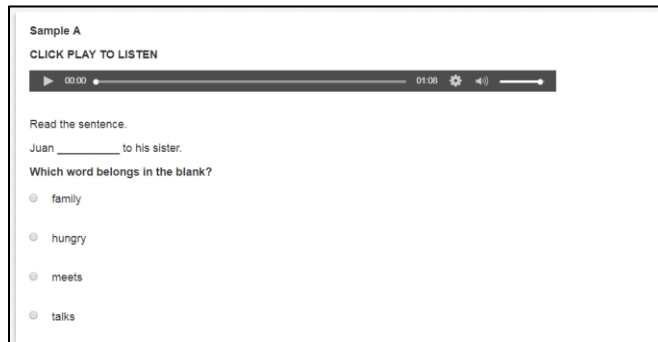 Sample A
CLICK PLAY TO LISTEN
00:00 01:08
Read the sentence.
Juan __________ to his sister.
Which word belongs in the blank?
family
hungry
meets
talks